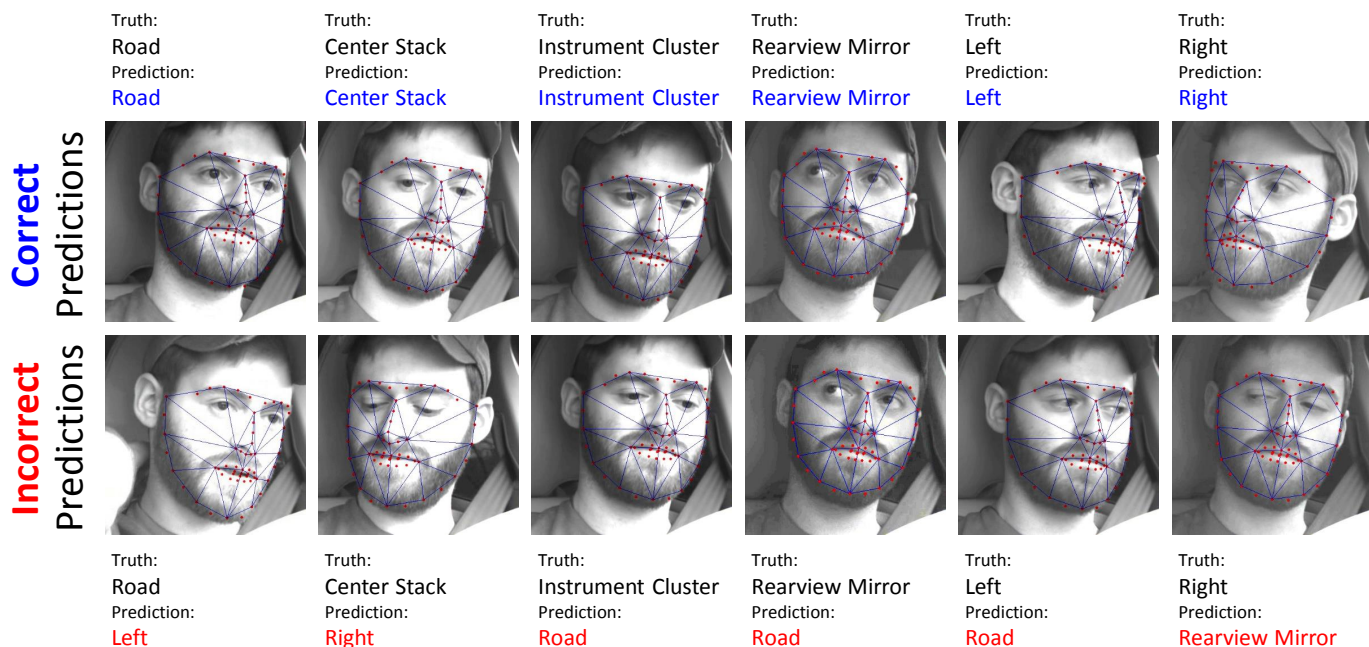 Truth:
Road
Prediction:
Road
Truth:
Center Stack
Prediction:
Center Stack
Truth:
Instrument Cluster
Prediction:
Instrument Cluster
Truth:
Rearview Mirror
Prediction:
Rearview Mirror
Truth:
Left
Prediction:
Left
Truth:
Right
Prediction:
Right
Correct
Predictions
Incorrect
Predictions
Truth:
Road
Prediction:
Left
Truth:
Center Stack
Prediction:
Right
Truth:
Instrument Cluster
Prediction:
Road
Truth:
Rearview Mirror
Prediction:
Road
Truth:
Left
Prediction:
Road
Truth:
Right
Prediction:
Rearview Mirror